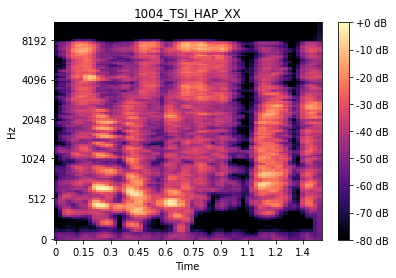 1004_TSI_HAP_XX
Hz
8192
4096
2048
1024
512
0
0 0.15 0.3 0.45 0.6 0.75 0.9 1.1 1.2 1.4
Time
+0 dB
-10 dB
-20 dB
-30 dB
-40 dB
-50 dB
-60 dB
-70 dB
-80 dB